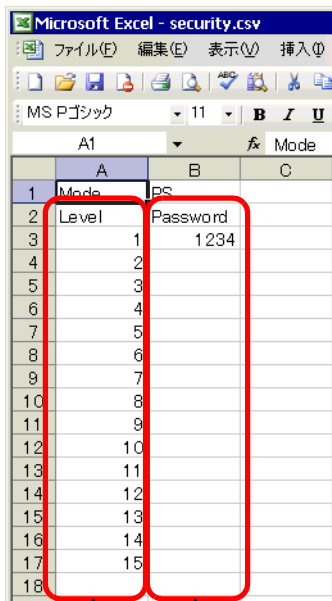 Microsoft Excel - security.csv
ファイル(F) 編集(E) 表示(V) 挿入(I)
ABC
MS Pゴシック 11 B I U
A1 fx Mode
A B C
1 Mode PS
2 Level Password
3 1 1234
4 2
5 3
6 4
7 5
8 6
9 7
10 8
11 9
12 10
13 11
14 12
15 13
16 14
17 15
18